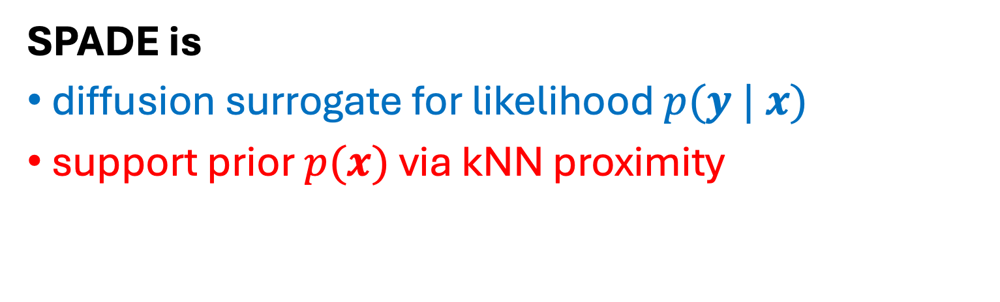 SPADE is
• diffusion surrogate for likelihood p(y | x)
• support prior p(x) via kNN proximity